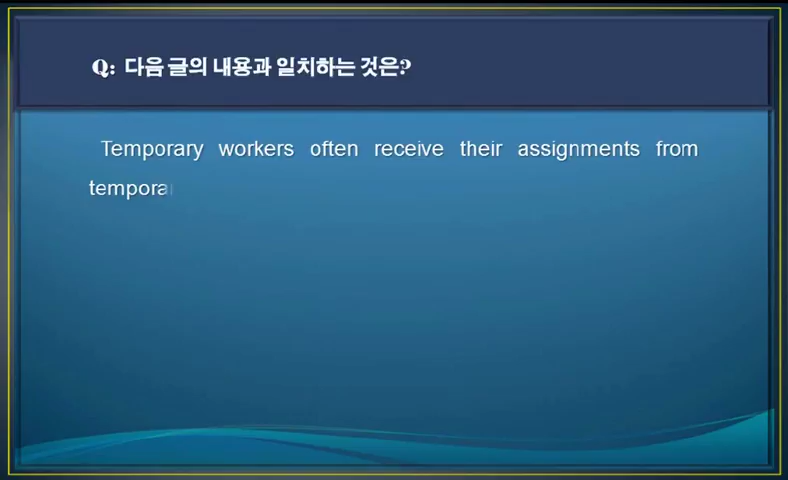 Q: 다음 글의 내용과 일치하는 것은?
Temporary workers often receive their assignments from